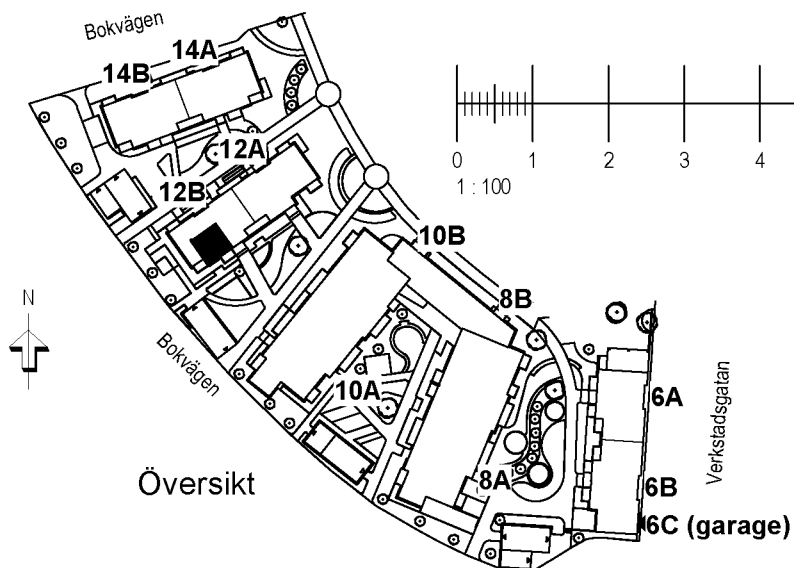 Bokvägen
14A
14B
12A
12B
0 1 2 3 4
1 : 100
10B
8B
N
Bokvägen
10A
6A
Verkstadsgatan
8A
6B
Översikt
6C (garage)